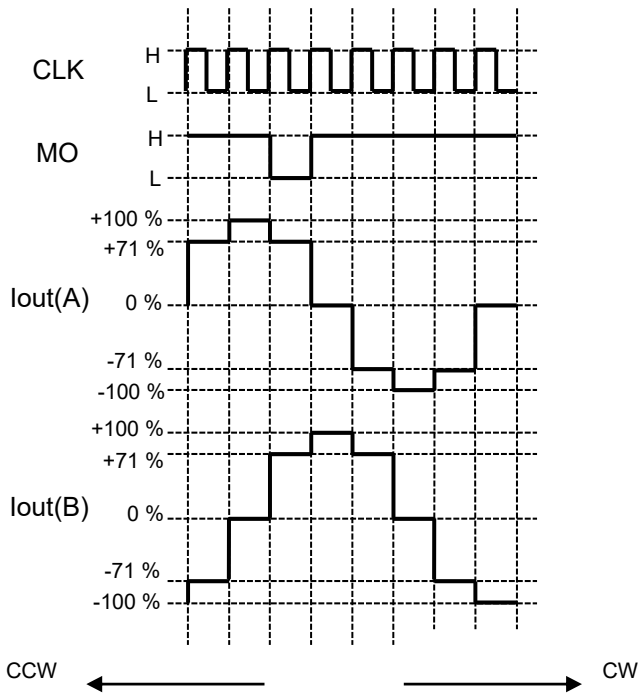 H
CLK
L
H
MO
L
+100 %
+71 %
Iout(A)
0 %
-71 %
-100 %
+100 %
+71 %
Iout(B)
0 %
-71 %
-100 %
CCW
CW